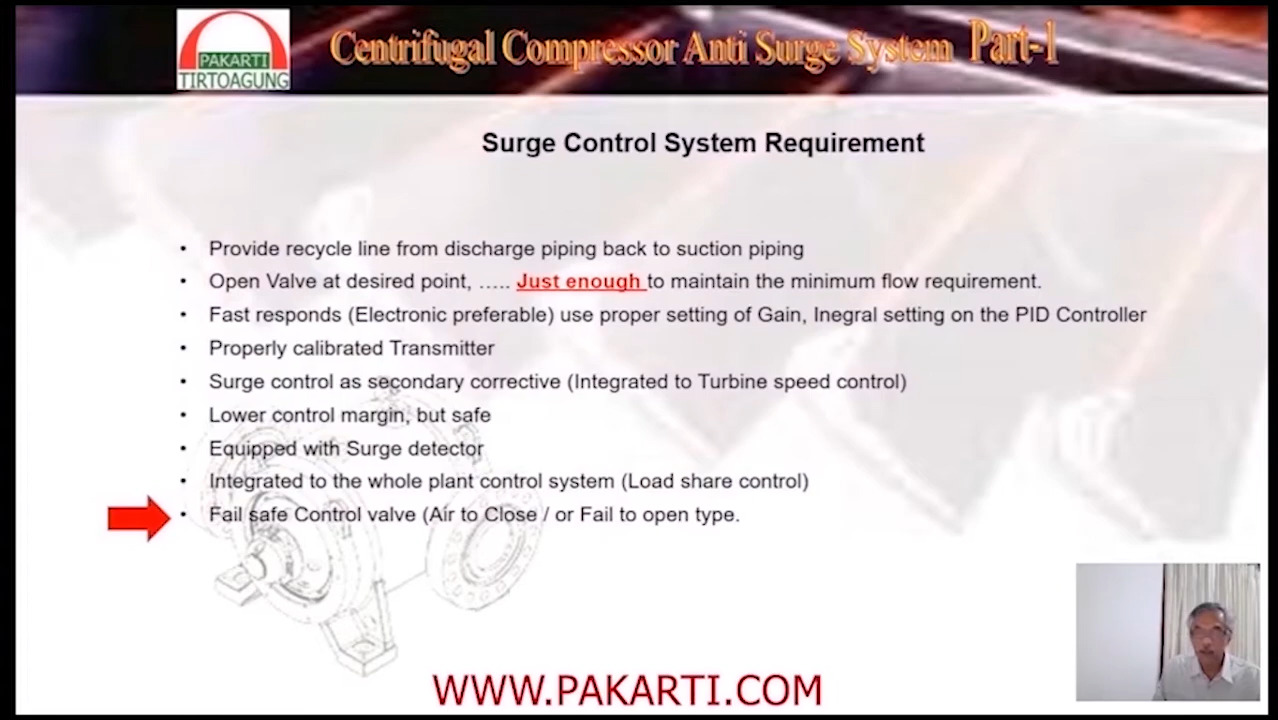 PAKARTI
TIRTOAGUNG
Centrifugal Compressor Anti Surge System Part-1
Surge Control System Requirement
• Provide recycle line from discharge piping back to suction piping
• Open Valve at desired point, ..... Just enough to maintain the minimum flow requirement.
• Fast responds (Electronic preferable) use proper setting of Gain, Inegral setting on the PID Controller
• Properly calibrated Transmitter
• Surge control as secondary corrective (Integrated to Turbine speed control)
• Lower control margin, but safe
• Equipped with Surge detector
• Integrated to the whole plant control system (Load share control)
• Fail safe Control valve (Air to Close / or Fail to open type.
WWW.PAKARTI.COM